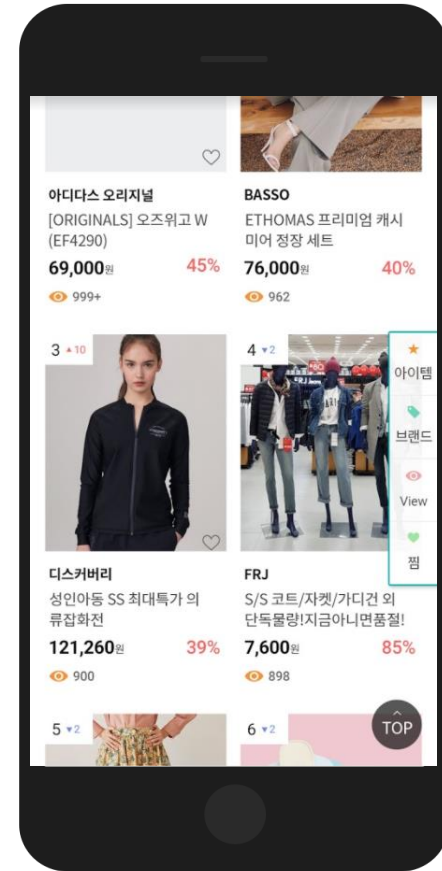 아디다스 오리지널
[ORIGINALS] 오즈위고 W
(EF4290)
69,000원 45%
999+
BASSO
ETHOMAS 프리미엄 캐시
미어 정장 세트
76,000원 40%
962
3 ▲10
디스커버리
성인아동 SS 최대특가 의
류잡화전
121,260원 39%
900
4 ▼2
FRJ
S/S 코트/자켓/가디건 외
단독물량!지금아니면품절!
7,600원 85%
898
아이템
브랜드
View
찜
5 ▼2
6 ▼2
TOP